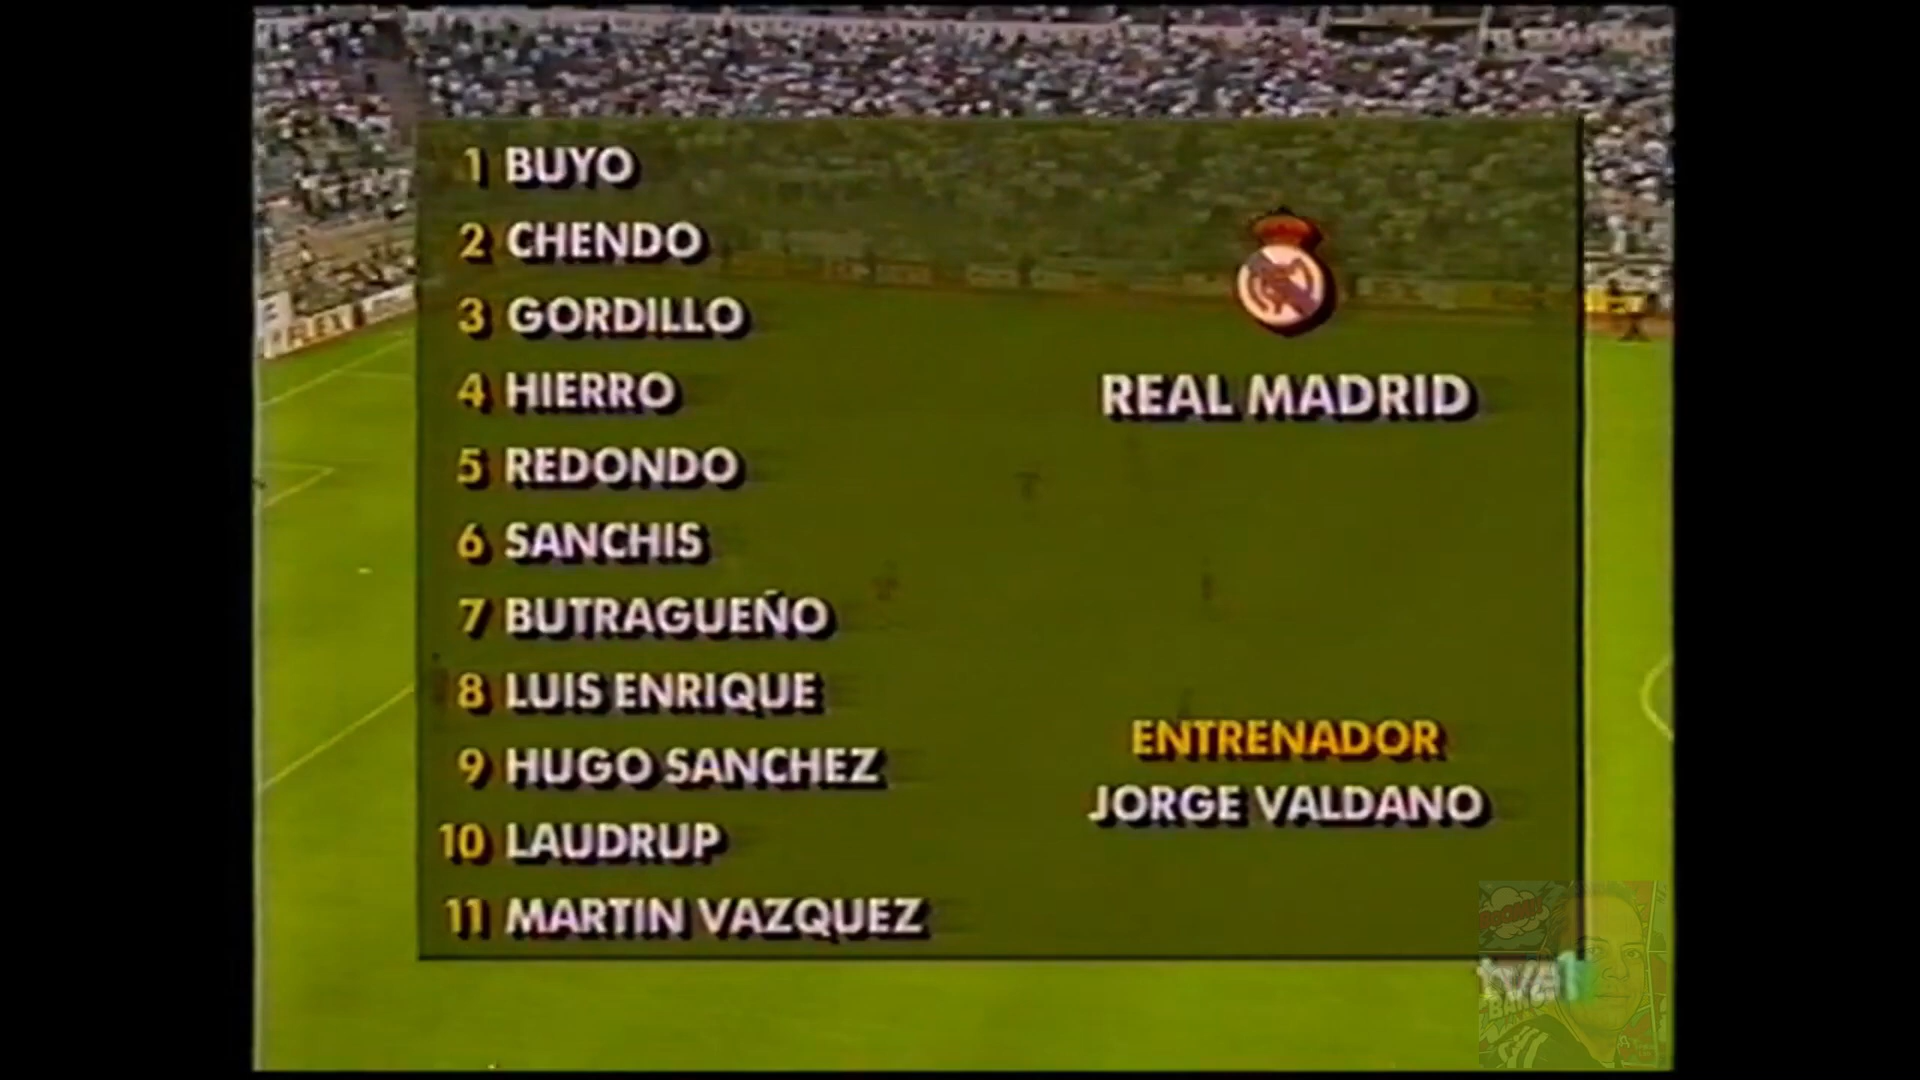 1 BUYO
2 CHENDO
3 GORDILLO
4 HIERRO
5 REDONDO
6 SANCHIS
7 BUTRAGUEÑO
8 LUIS ENRIQUE
9 HUGO SANCHEZ
10 LAUDRUP
11 MARTIN VAZQUEZ
REAL MADRID
ENTRENADOR
JORGE VALDANO
tve1
BANG